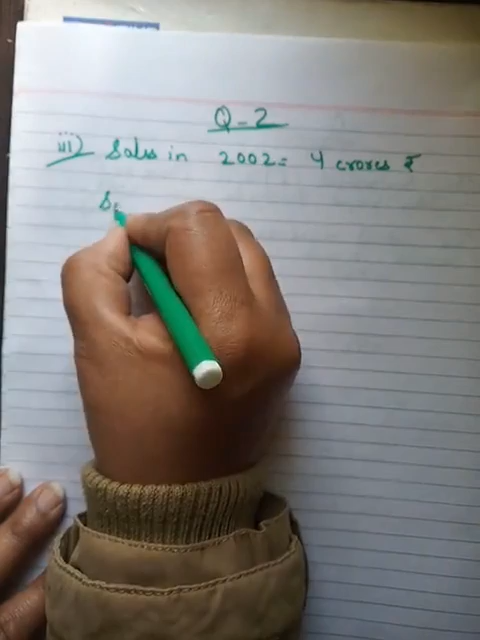 Q-2
iii) Sales in 2002= 4 crores ₹
S